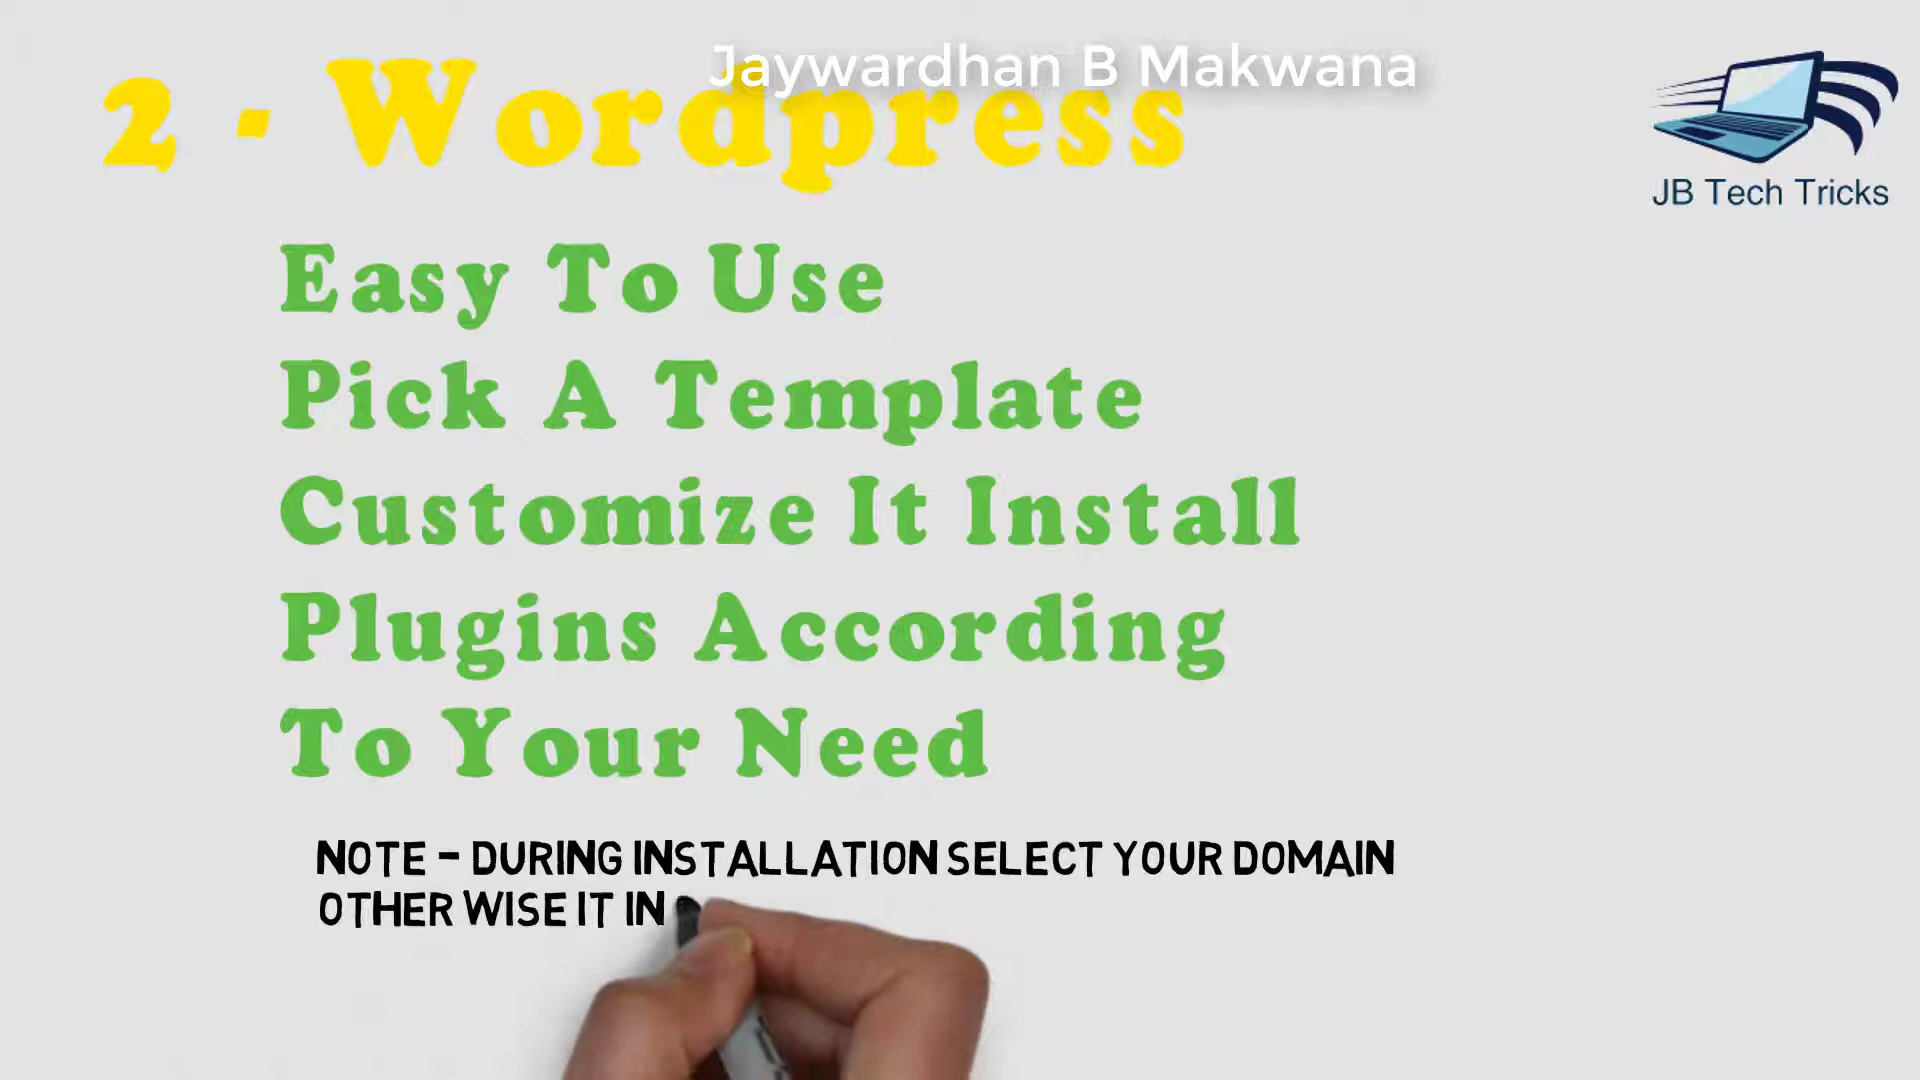 Jaywardhan B Makwana
2 - Wordpress
JB Tech Tricks
Easy To Use
Pick A Template
Customize It Install
Plugins According
To Your Need
NOTE - DURING INSTALLATION SELECT YOUR DOMAIN
OTHER WISE IT IN